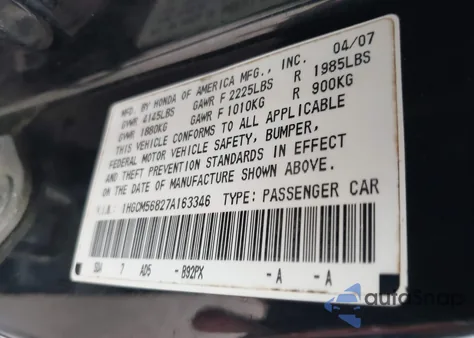 MFD. BY HONDA OF AMERICA MFG., INC. 04/07
GVWR 4145LBS GAWR F 2225LBS R 1985LBS
GVWR 1880KG GAWR F 1010KG R 900KG
THIS VEHICLE CONFORMS TO ALL APPLICABLE
FEDERAL MOTOR VEHICLE SAFETY, BUMPER,
AND THEFT PREVENTION STANDARDS IN EFFECT
ON THE DATE OF MANUFACTURE SHOWN ABOVE.
V.I.N. 1HGCM56827A163346 TYPE: PASSENGER CAR
SDA 7 AD5 - B92PX -A -A
autoSnap